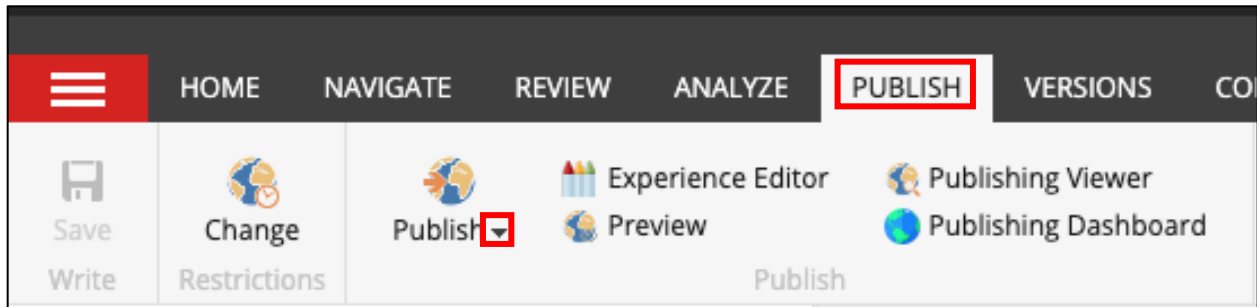 HOME NAVIGATE REVIEW ANALYZE PUBLISH VERSIONS CO
Experience Editor Publishing Viewer
Save Change Publish Preview Publishing Dashboard
Write Restrictions Publish